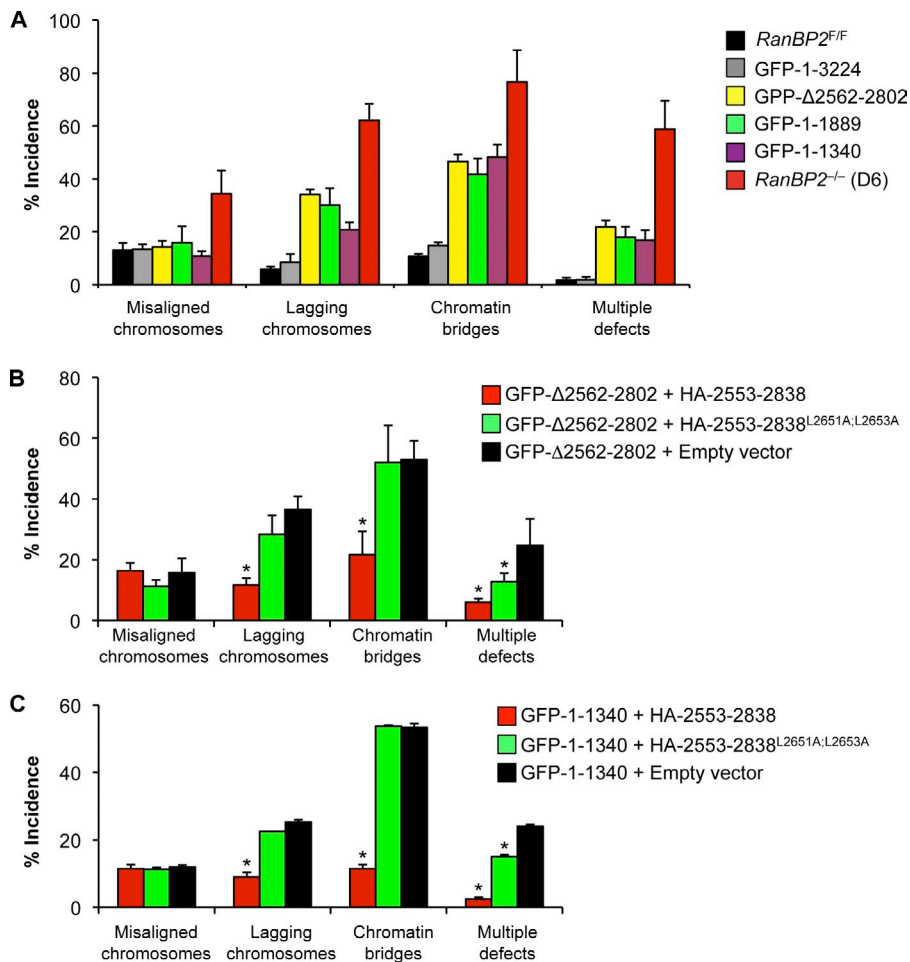 A
% Incidence
100
80
60
40
20
0
Misaligned chromosomes
Lagging chromosomes
Chromatin bridges
Multiple defects
RanBP2F/F
GFP-1-3224
GPP-Δ2562-2802
GFP-1-1889
GFP-1-1340
RanBP2–/– (D6)
B
% Incidence
80
60
40
20
0
*
*
*
*
Misaligned chromosomes
Lagging chromosomes
Chromatin bridges
Multiple defects
GFP-Δ2562-2802 + HA-2553-2838
GFP-Δ2562-2802 + HA-2553-2838L2651A;L2653A
GFP-Δ2562-2802 + Empty vector
C
% Incidence
60
40
20
0
*
*
*
*
Misaligned chromosomes
Lagging chromosomes
Chromatin bridges
Multiple defects
GFP-1-1340 + HA-2553-2838
GFP-1-1340 + HA-2553-2838L2651A;L2653A
GFP-1-1340 + Empty vector